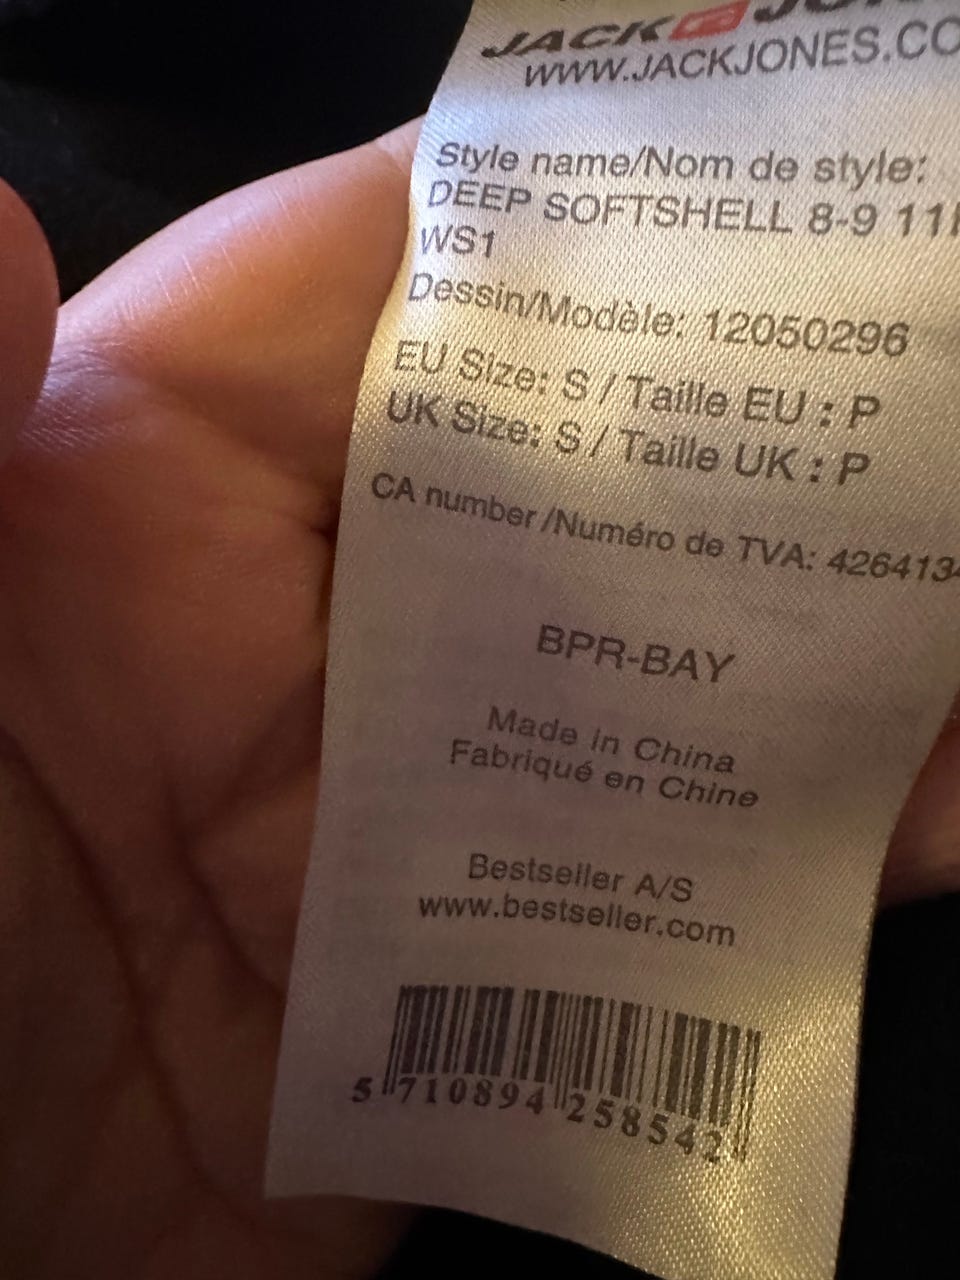 JACK
WWW.JACKJONES.CO
Style name/Nom de style:
DEEP SOFTSHELL 8-9 11
WS1
Dessin/Modèle: 12050296
EU Size: S / Taille EU : P
UK Size: S / Taille UK : P
CA number /Numéro de TVA: 426413
BPR-BAY
Made in China
Fabriqué en Chine
Bestseller A/S
www.bestseller.com
5 710894 258542